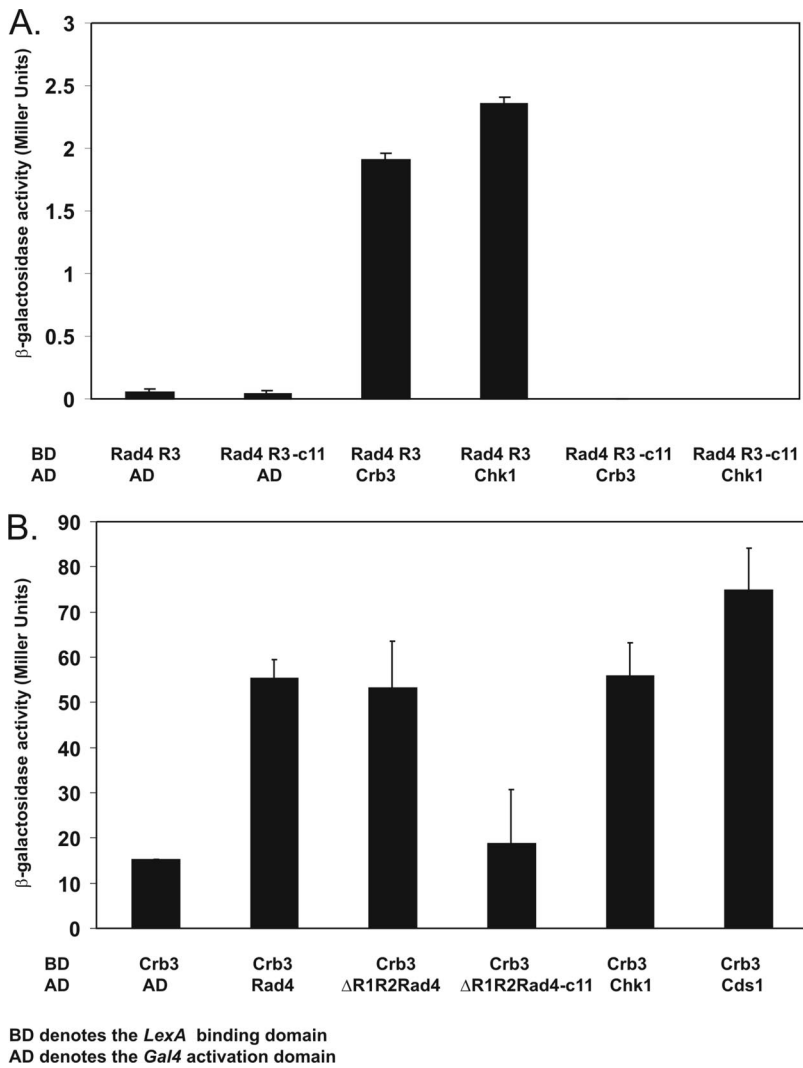 A.
β-galactosidase activity (Miller Units)
3
2.5
2
1.5
1
0.5
0
BD Rad4 R3 Rad4 R3-c11 Rad4 R3 Rad4 R3 Rad4 R3-c11 Rad4 R3-c11
AD AD AD Crb3 Chk1 Crb3 Chk1
B.
β-galactosidase activity (Miller Units)
90
80
70
60
50
40
30
20
10
0
BD Crb3 Crb3 Crb3 Crb3 Crb3 Crb3
AD AD Rad4 ΔR1R2Rad4 ΔR1R2Rad4-c11 Chk1 Cds1
BD denotes the LexA binding domain
AD denotes the Gal4 activation domain